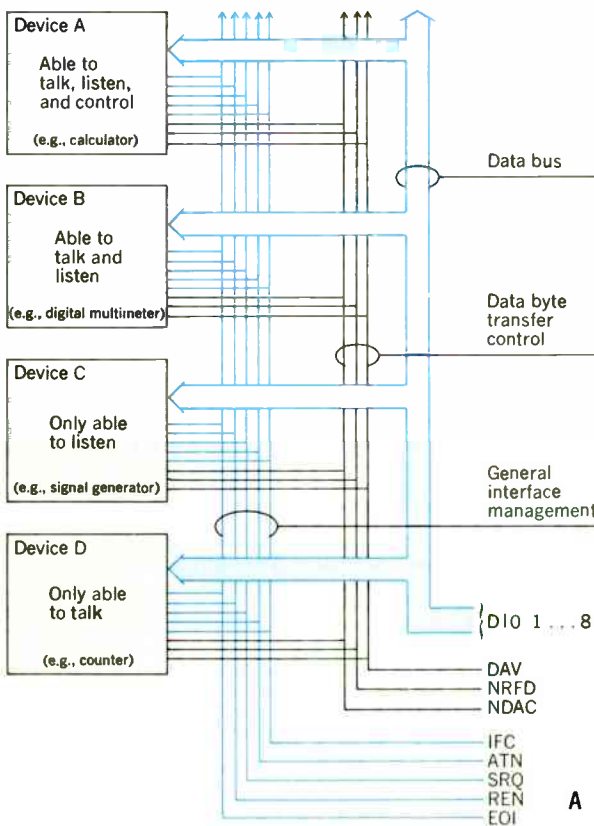 Device A
Able to
talk, listen,
and control
(e.g., calculator)
Data bus
Device B
Able to
talk and
listen
(e.g., digital multimeter)
Data byte
transfer
control
Device C
Only able
to listen
(e.g., signal generator)
General
interface
management
Device D
Only able
to talk
(e.g., counter)
DIO 1 ... 8
DAV
NRFD
NDAC
IFC
ATN
SRQ
REN
EOI
A